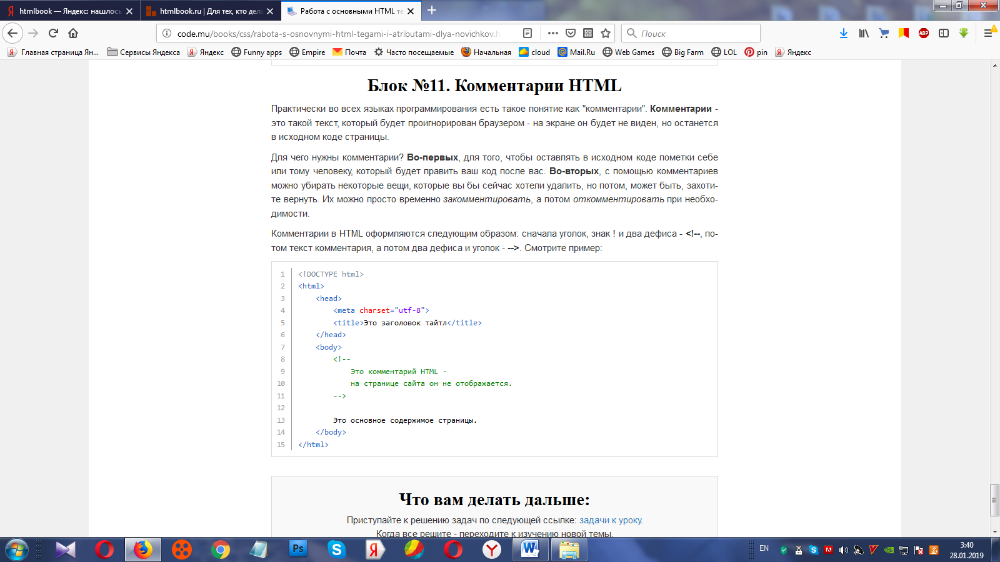 htmlbook — Яндекс: нашлось
htmlbook.ru | Для тех, кто дел
Работа с основными HTML те
code.mu/books/css/rabota-s-osnovnymi-html-tegami-i-atributami-dlya-novichkov.h
Поиск
ABP
Главная страница Ян...
Сервисы Яндекса
Яндекс
Funny apps
Empire
Почта
Часто посещаемые
Начальная
cloud
Mail.Ru
Web Games
Big Farm
LOL
pin
Яндекс
Блок №11. Комментарии HTML
Практически во всех языках программирования есть такое понятие как "комментарии". Комментарии -
это такой текст, который будет проигнорирован браузером - на экране он будет не виден, но останется
в исходном коде страницы.
Для чего нужны комментарии? Во-первых, для того, чтобы оставлять в исходном коде пометки себе
или тому человеку, который будет править ваш код после вас. Во-вторых, с помощью комментариев
можно убирать некоторые вещи, которые вы бы сейчас хотели удалить, но потом, может быть, захоти-
те вернуть. Их можно просто временно закомментировать, а потом откомментировать при необхо-
димости.
Комментарии в HTML оформляются следующим образом: сначала уголок, знак ! и два дефиса - <!--, по-
том текст комментария, а потом два дефиса и уголок - -->. Смотрите пример:
1 <!DOCTYPE html>
2 <html>
3 <head>
4 <meta charset="utf-8">
5 <title>Это заголовок тайтл</title>
6 </head>
7 <body>
8 <!--
9 Это комментарий HTML -
10 на странице сайта он не отображается.
11 -->
12
13 Это основное содержимое страницы.
14 </body>
15 </html>
Что вам делать дальше:
Приступайте к решению задач по следующей ссылке: задачи к уроку.
Когда все решите - переходите к изучению новой темы.
Ps
EN
3:40
28.01.2019